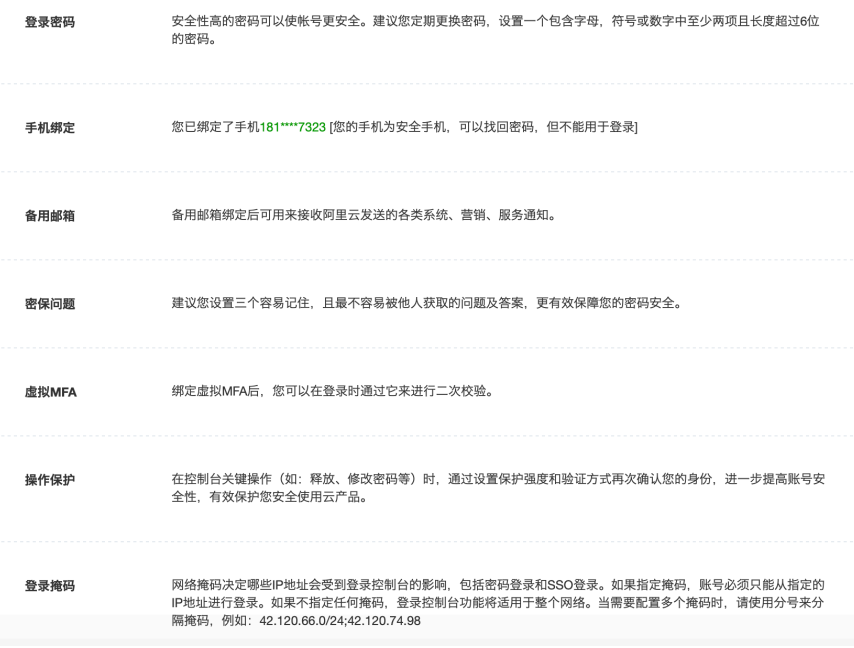 登录密码
安全性高的密码可以使帐号更安全。建议您定期更换密码，设置一个包含字母，符号或数字中至少两项且长度超过6位
的密码。
手机绑定
您已绑定了手机181****7323 [您的手机为安全手机，可以找回密码，但不能用于登录]
备用邮箱
备用邮箱绑定后可用来接收阿里云发送的各类系统、营销、服务通知。
密保问题
建议您设置三个容易记住，且最不容易被他人获取的问题及答案，更有效保障您的密码安全。
虚拟MFA
绑定虚拟MFA后，您可以在登录时通过它来进行二次校验。
操作保护
在控制台关键操作（如：释放、修改密码等）时，通过设置保护强度和验证方式再次确认您的身份，进一步提高账号安
全性，有效保护您安全使用云产品。
登录掩码
网络掩码决定哪些IP地址会受到登录控制台的影响，包括密码登录和SSO登录。如果指定掩码，账号必须只能从指定的
IP地址进行登录。如果不指定任何掩码，登录控制台功能将适用于整个网络。当需要配置多个掩码时，请使用分号来分
隔掩码，例如：42.120.66.0/24;42.120.74.98